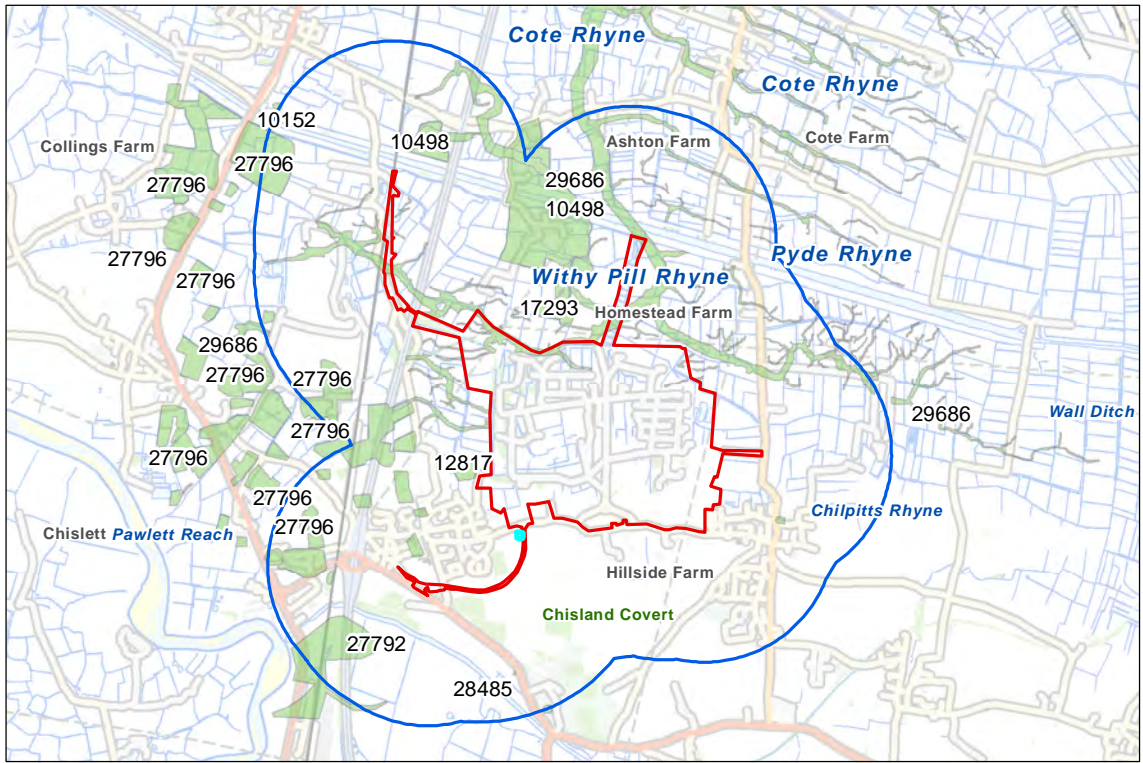 Cote Rhyne
Cote Rhyne
10152
Collings Farm
10498
Ashton Farm
Cote Farm
27796
27796
29686
10498
27796
Pyde Rhyne
27796
Withy Pill Rhyne
17293
Homestead Farm
29686
27796
27796
29686
Wall Ditch
27796
27796
12817
27796
Chilpitts Rhyne
27796
Chislett
Pawlett Reach
Hillside Farm
Chisland Covert
27792
28485